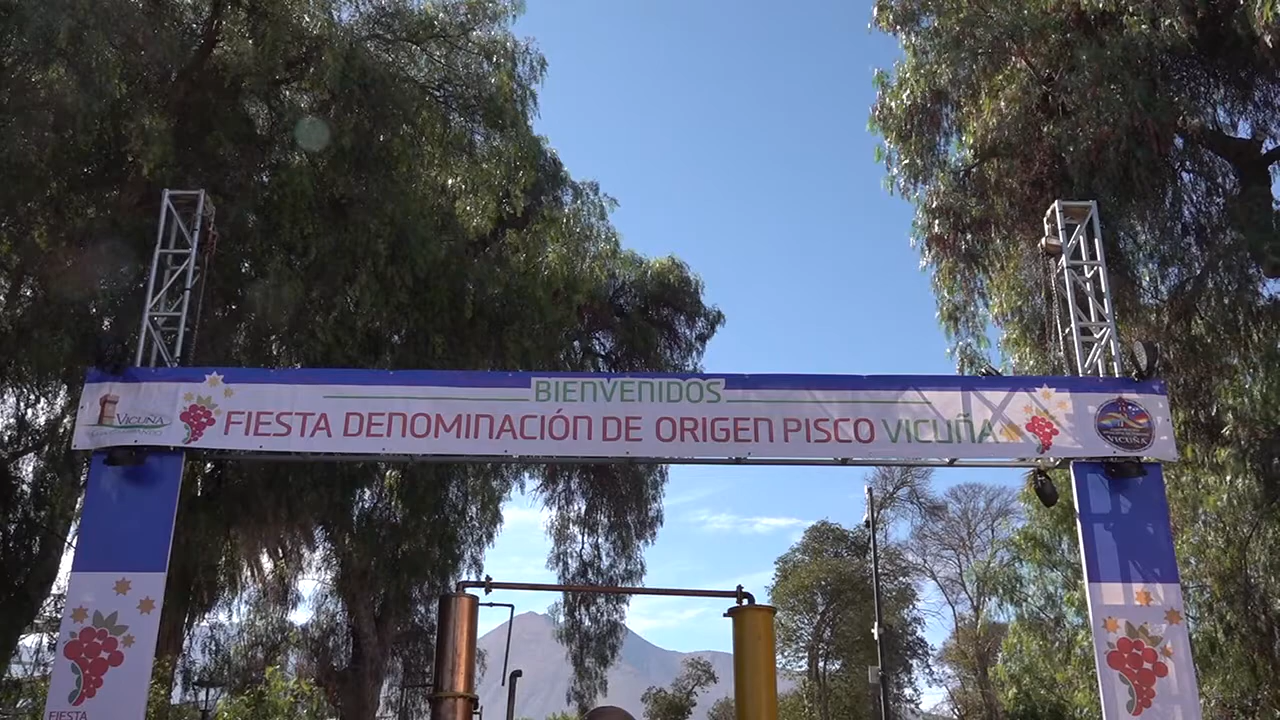 BIENVENIDOS
FIESTA DENOMINACIÓN DE ORIGEN PISCO VICUÑA
VICUÑA
VICUÑA
FIESTA